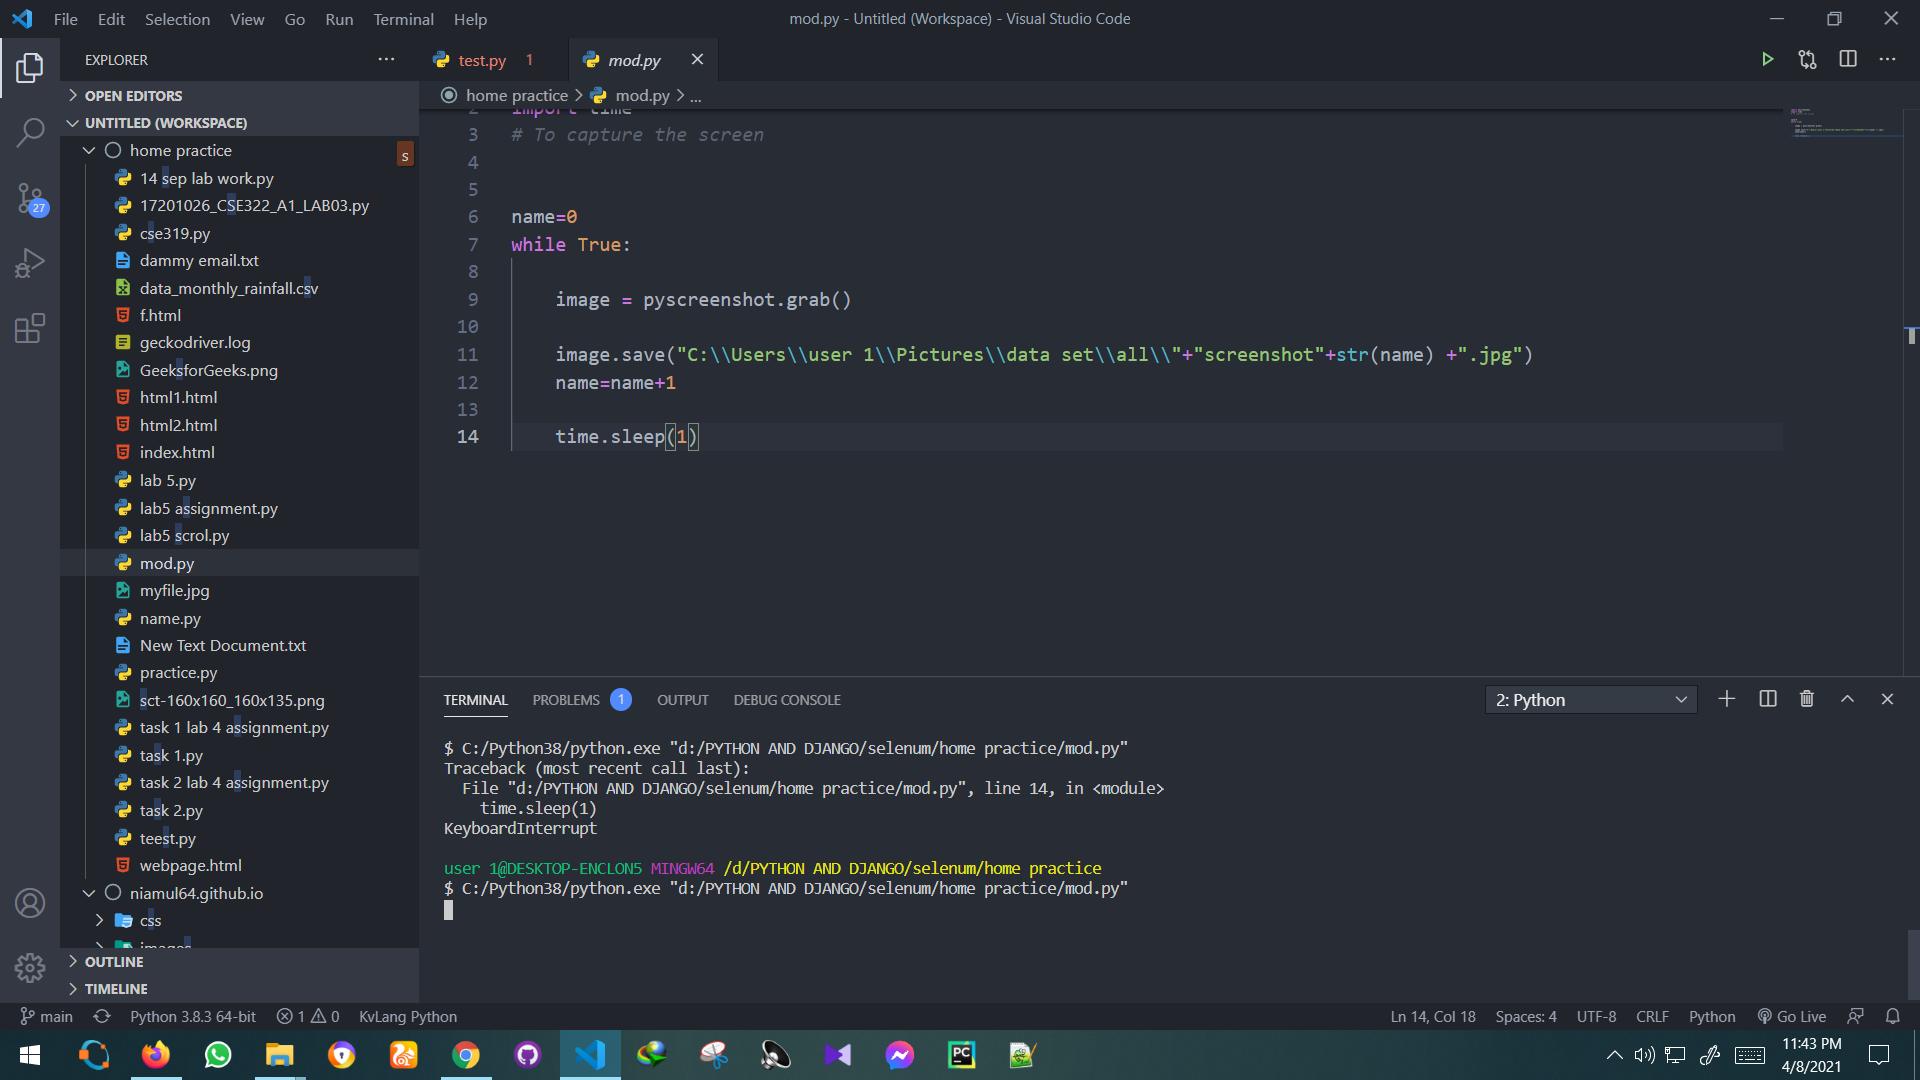 File Edit Selection View Go Run Terminal Help
mod.py - Untitled (Workspace) - Visual Studio Code
EXPLORER
test.py 1
mod.py
OPEN EDITORS
home practice > mod.py > ...
UNTITLED (WORKSPACE)
home practice
s
14 sep lab work.py
17201026_CSE322_A1_LAB03.py
cse319.py
dammy email.txt
data_monthly_rainfall.csv
f.html
geckodriver.log
GeeksforGeeks.png
html1.html
html2.html
index.html
lab 5.py
lab5 assignment.py
lab5 scrol.py
mod.py
myfile.jpg
name.py
New Text Document.txt
practice.py
sct-160x160_160x135.png
task 1 lab 4 assignment.py
task 1.py
task 2 lab 4 assignment.py
task 2.py
teest.py
webpage.html
niamul64.github.io
css
images
OUTLINE
TIMELINE
27
2 import time
3 # To capture the screen
4
5
6 name=0
7 while True:
8
9 image = pyscreenshot.grab()
10
11 image.save("C:\\Users\\user 1\\Pictures\\data set\\all\\"+"screenshot"+str(name) +".jpg")
12 name=name+1
13
14 time.sleep(1)
TERMINAL PROBLEMS 1 OUTPUT DEBUG CONSOLE
2: Python
$ C:/Python38/python.exe "d:/PYTHON AND DJANGO/selenum/home practice/mod.py"
Traceback (most recent call last):
File "d:/PYTHON AND DJANGO/selenum/home practice/mod.py", line 14, in <module>
time.sleep(1)
KeyboardInterrupt
user 1@DESKTOP-ENCLON5 MINGW64 /d/PYTHON AND DJANGO/selenum/home practice
$ C:/Python38/python.exe "d:/PYTHON AND DJANGO/selenum/home practice/mod.py"
main Python 3.8.3 64-bit 1 0 KvLang Python
Ln 14, Col 18 Spaces: 4 UTF-8 CRLF Python Go Live
PC
11:43 PM
4/8/2021